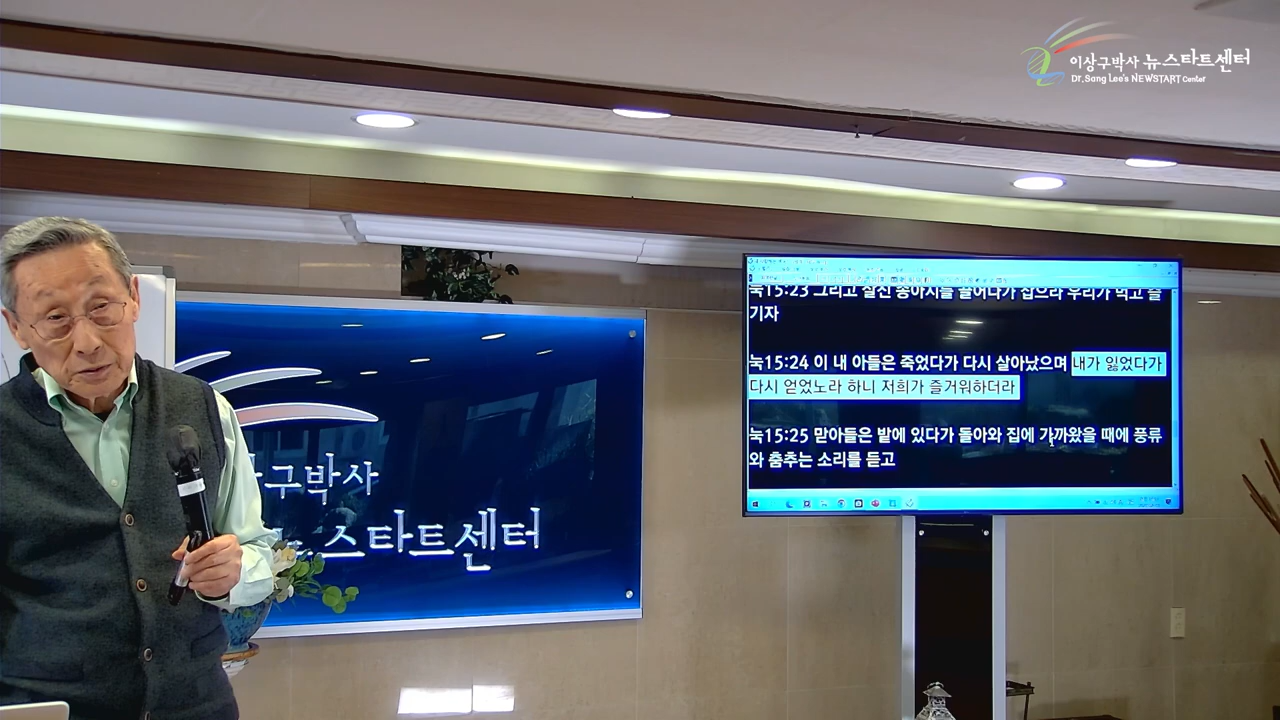 이상구박사 뉴스타트센터
Dr. Sang Lee's NEWSTART Center
눅15:23 그리고 살진 송아지를 끌어다가 잡으라 우리가 먹고 즐
기자
눅15:24 이 내 아들은 죽었다가 다시 살아났으며 내가 잃었다가
다시 얻었노라 하니 저희가 즐거워하더라
눅15:25 맏아들은 밭에 있다가 돌아와 집에 가까왔을 때에 풍류
와 춤추는 소리를 듣고
구박사
스타트센터